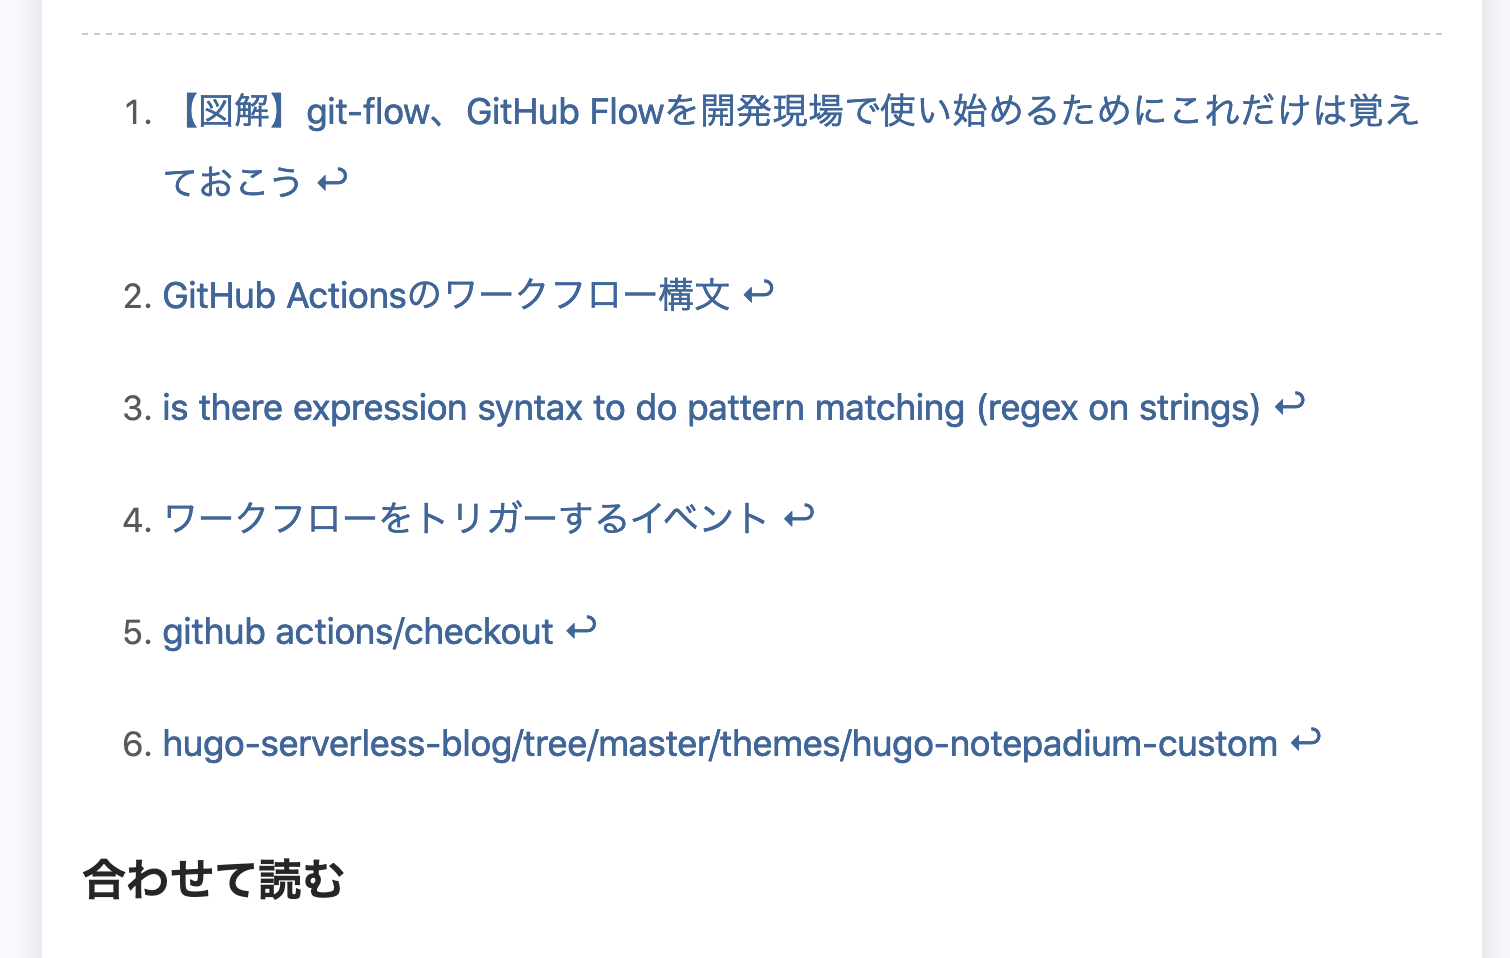 1. 【図解】git-flow、GitHub Flowを開発現場で使い始めるためにこれだけは覚え
ておこう ↩
2. GitHub Actionsのワークフロー構文 ↩
3. is there expression syntax to do pattern matching (regex on strings) ↩
4. ワークフローをトリガーするイベント ↩
5. github actions/checkout ↩
6. hugo-serverless-blog/tree/master/themes/hugo-notepadium-custom ↩
合わせて読む